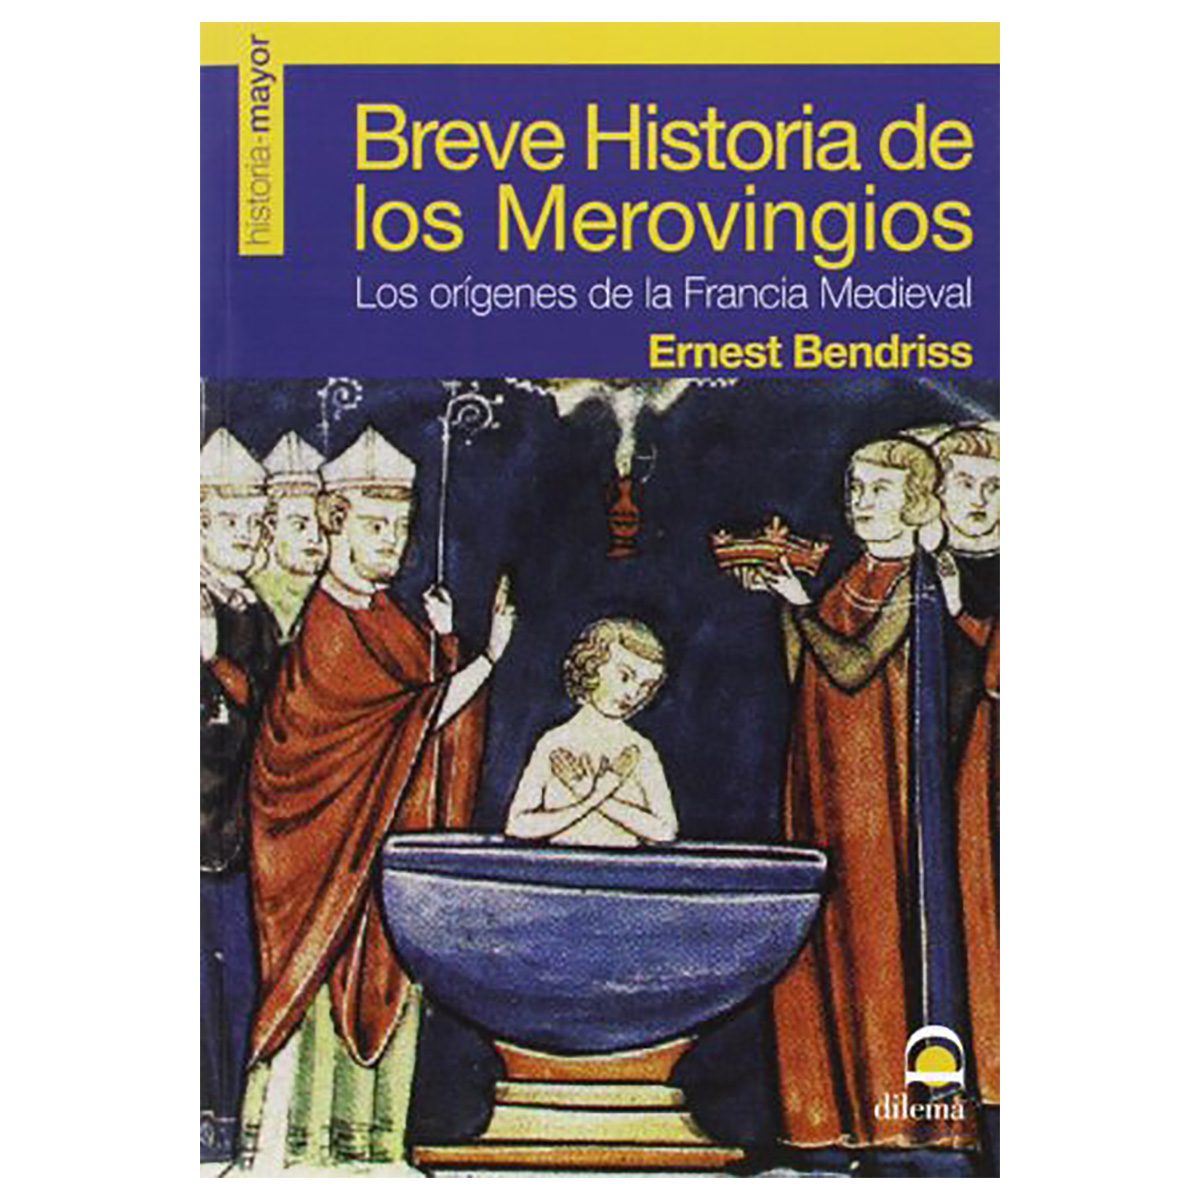 historia-mayor
Breve Historia de
los Merovingios
Los orígenes de la Francia Medieval
Ernest Bendriss
dilema